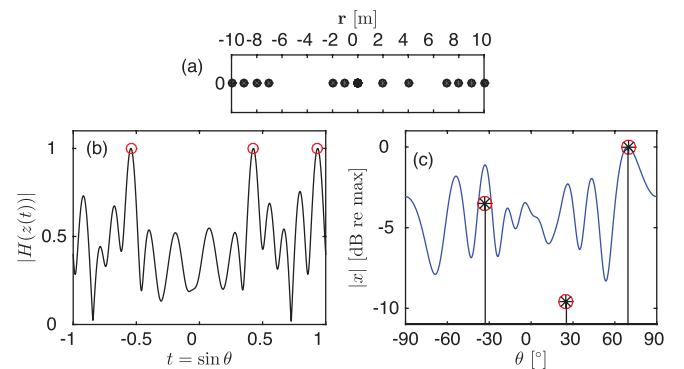 r [m]
-10 -8 -6 -4 -2 0 2 4 6 8 10
(a)
0
(b)
1
0.5
0
|H(z(t))|
-1 -0.5 0 0.5 1
t = sin θ
(c)
0
-5
-10
|x| [dB re max]
-90 -60 -30 0 30 60 90
θ [°]